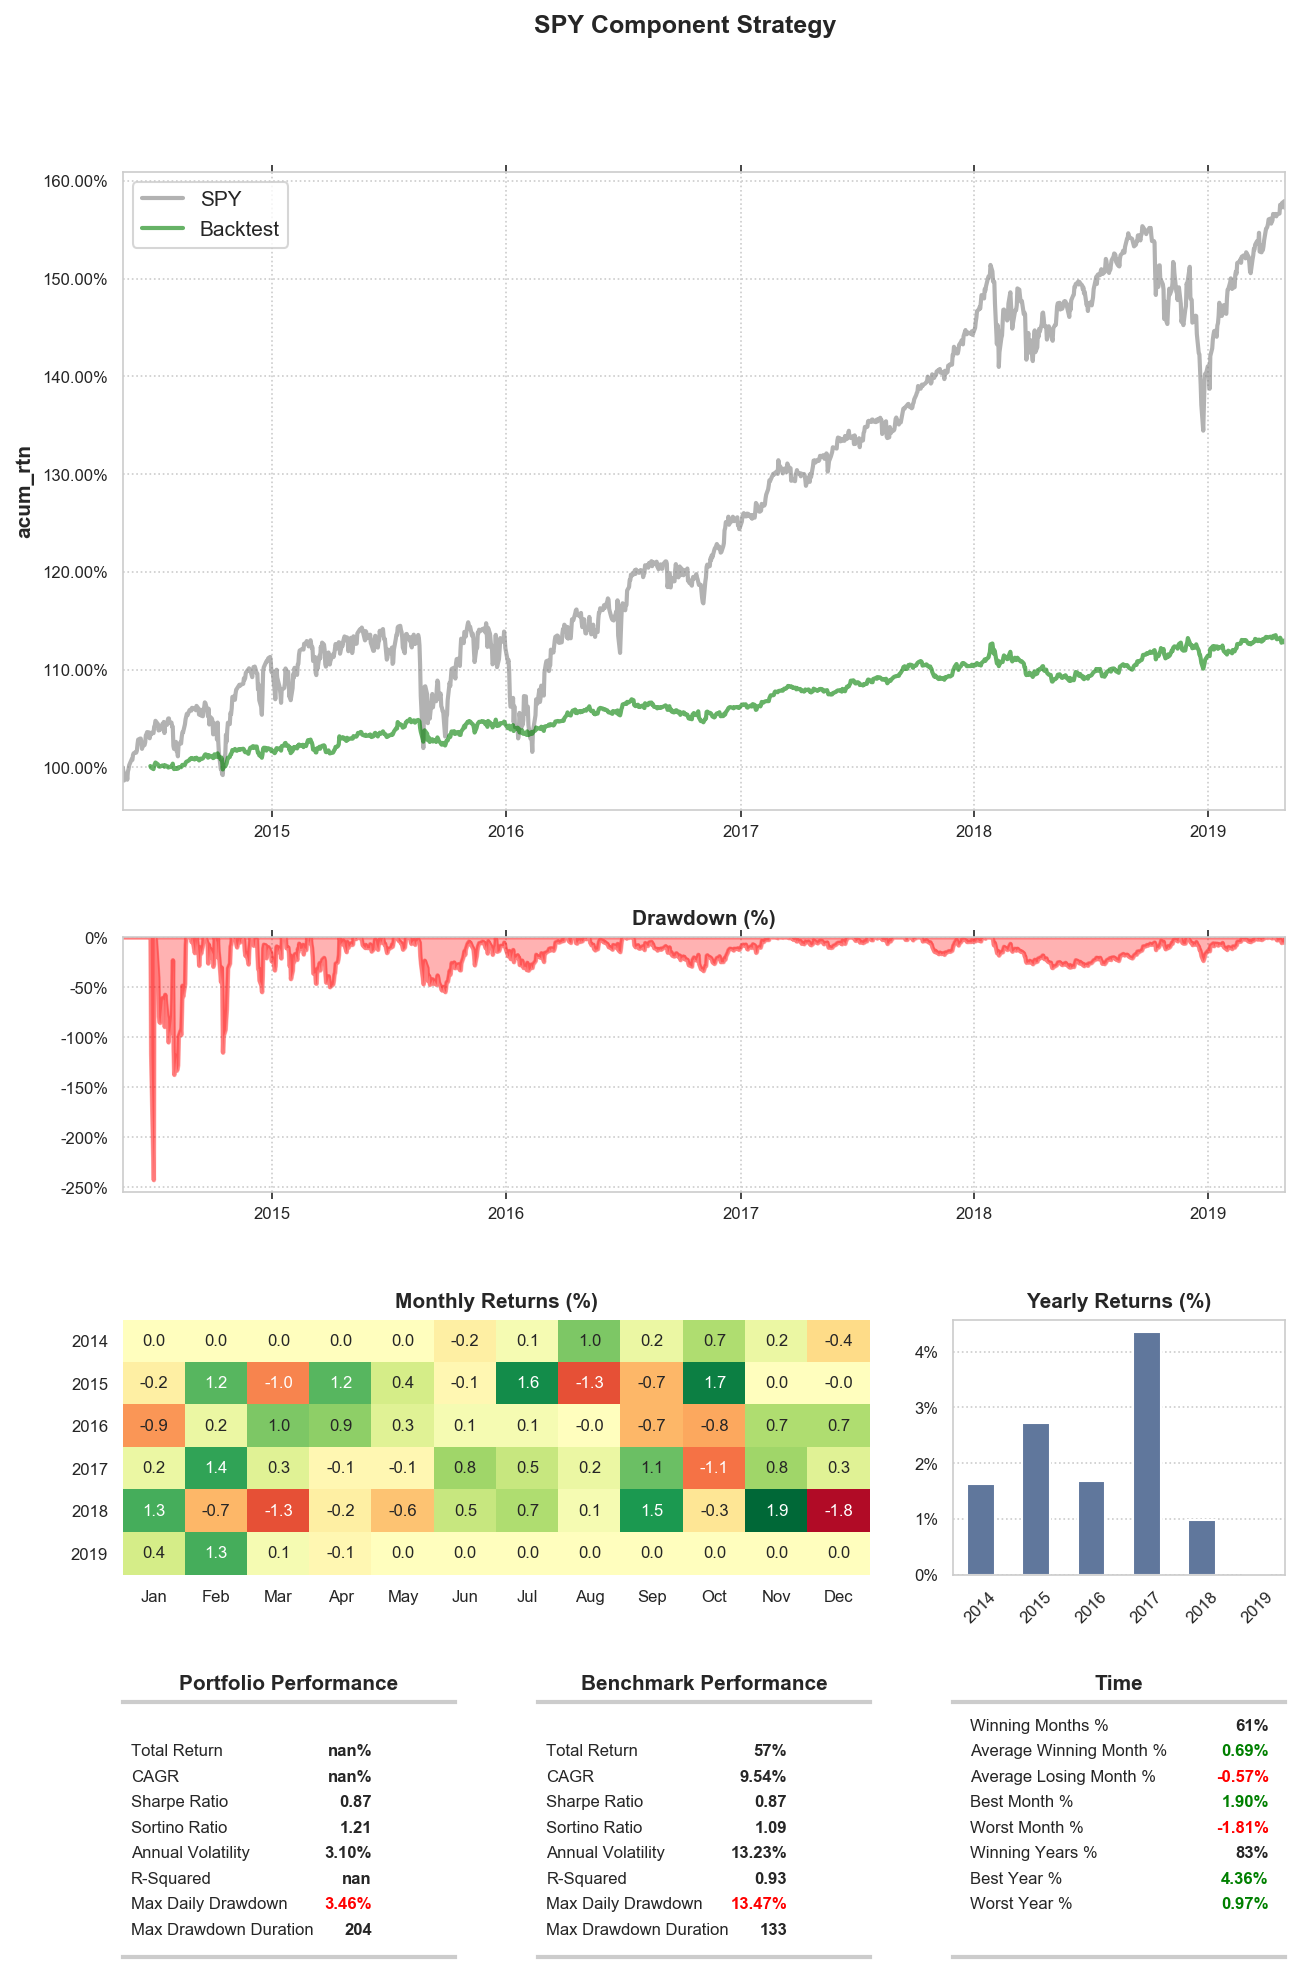 SPY Component Strategy
SPY
Backtest
acum_rtn
160.00%
150.00%
140.00%
130.00%
120.00%
110.00%
100.00%
2015 2016 2017 2018 2019
Drawdown (%)
0%
-50%
-100%
-150%
-200%
-250%
2015 2016 2017 2018 2019
Monthly Returns (%)
2014 0.0 0.0 0.0 0.0 0.0 -0.2 0.1 1.0 0.2 0.7 0.2 -0.4
2015 -0.2 1.2 -1.0 1.2 0.4 -0.1 1.6 -1.3 -0.7 1.7 0.0 -0.0
2016 -0.9 0.2 1.0 0.9 0.3 0.1 0.1 -0.0 -0.7 -0.8 0.7 0.7
2017 0.2 1.4 0.3 -0.1 -0.1 0.8 0.5 0.2 1.1 -1.1 0.8 0.3
2018 1.3 -0.7 -1.3 -0.2 -0.6 0.5 0.7 0.1 1.5 -0.3 1.9 -1.8
2019 0.4 1.3 0.1 -0.1 0.0 0.0 0.0 0.0 0.0 0.0 0.0 0.0
Jan Feb Mar Apr May Jun Jul Aug Sep Oct Nov Dec
Yearly Returns (%)
4%
3%
2%
1%
0%
2014 2015 2016 2017 2018 2019
Portfolio Performance
Total Return nan%
CAGR nan%
Sharpe Ratio 0.87
Sortino Ratio 1.21
Annual Volatility 3.10%
R-Squared nan
Max Daily Drawdown 3.46%
Max Drawdown Duration 204
Benchmark Performance
Total Return 57%
CAGR 9.54%
Sharpe Ratio 0.87
Sortino Ratio 1.09
Annual Volatility 13.23%
R-Squared 0.93
Max Daily Drawdown 13.47%
Max Drawdown Duration 133
Time
Winning Months % 61%
Average Winning Month % 0.69%
Average Losing Month % -0.57%
Best Month % 1.90%
Worst Month % -1.81%
Winning Years % 83%
Best Year % 4.36%
Worst Year % 0.97%